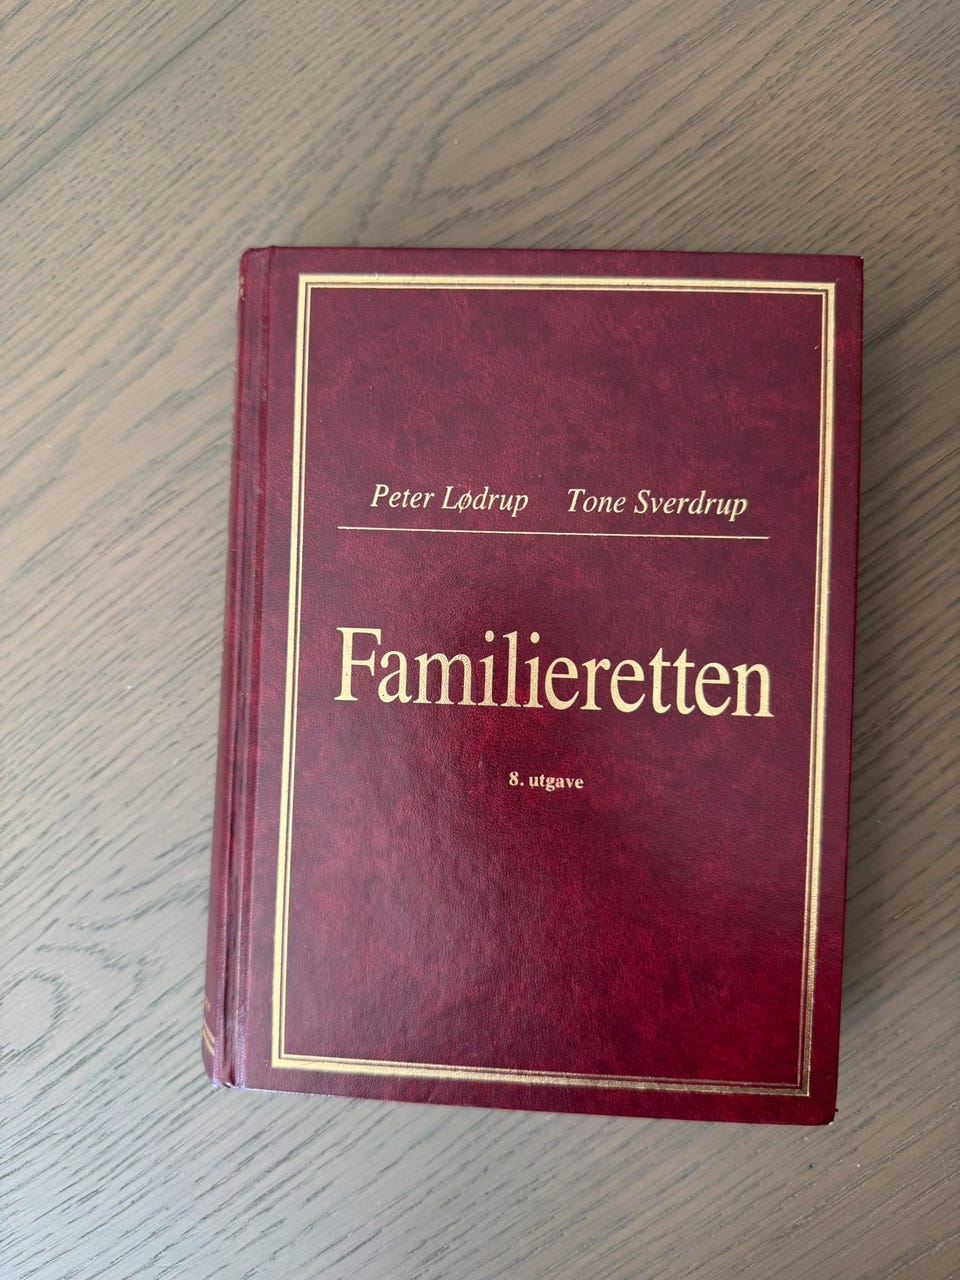 Peter Lødrup Tone Sverdrup
Familieretten
8. utgave